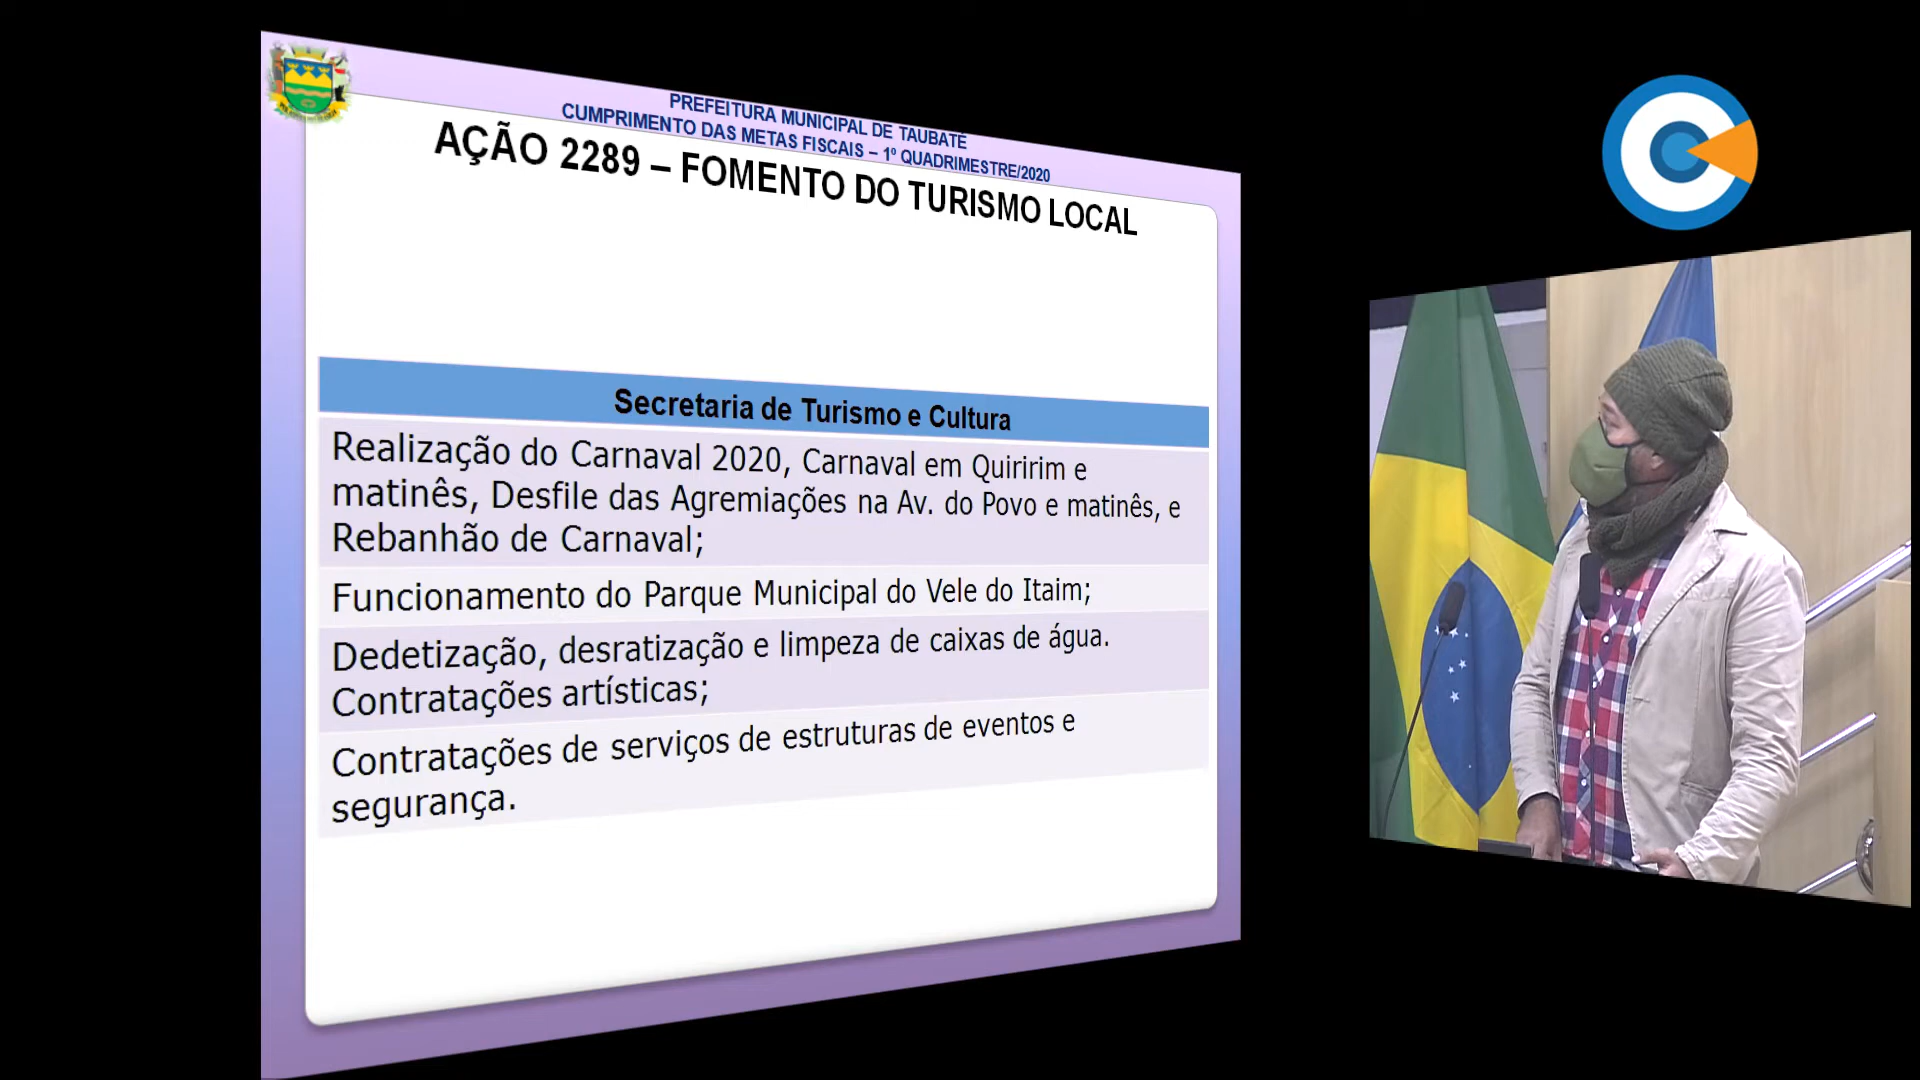 PREFEITURA MUNICIPAL DE TAUBATÉ
CUMPRIMENTO DAS METAS FISCAIS – 1º QUADRIMESTRE/2020
AÇÃO 2289 – FOMENTO DO TURISMO LOCAL
Secretaria de Turismo e Cultura
Realização do Carnaval 2020, Carnaval em Quiririm e
matinês, Desfile das Agremiações na Av. do Povo e matinês, e
Rebanhão de Carnaval;
Funcionamento do Parque Municipal do Vele do Itaim;
Dedetização, desratização e limpeza de caixas de água.
Contratações artísticas;
Contratações de serviços de estruturas de eventos e
segurança.